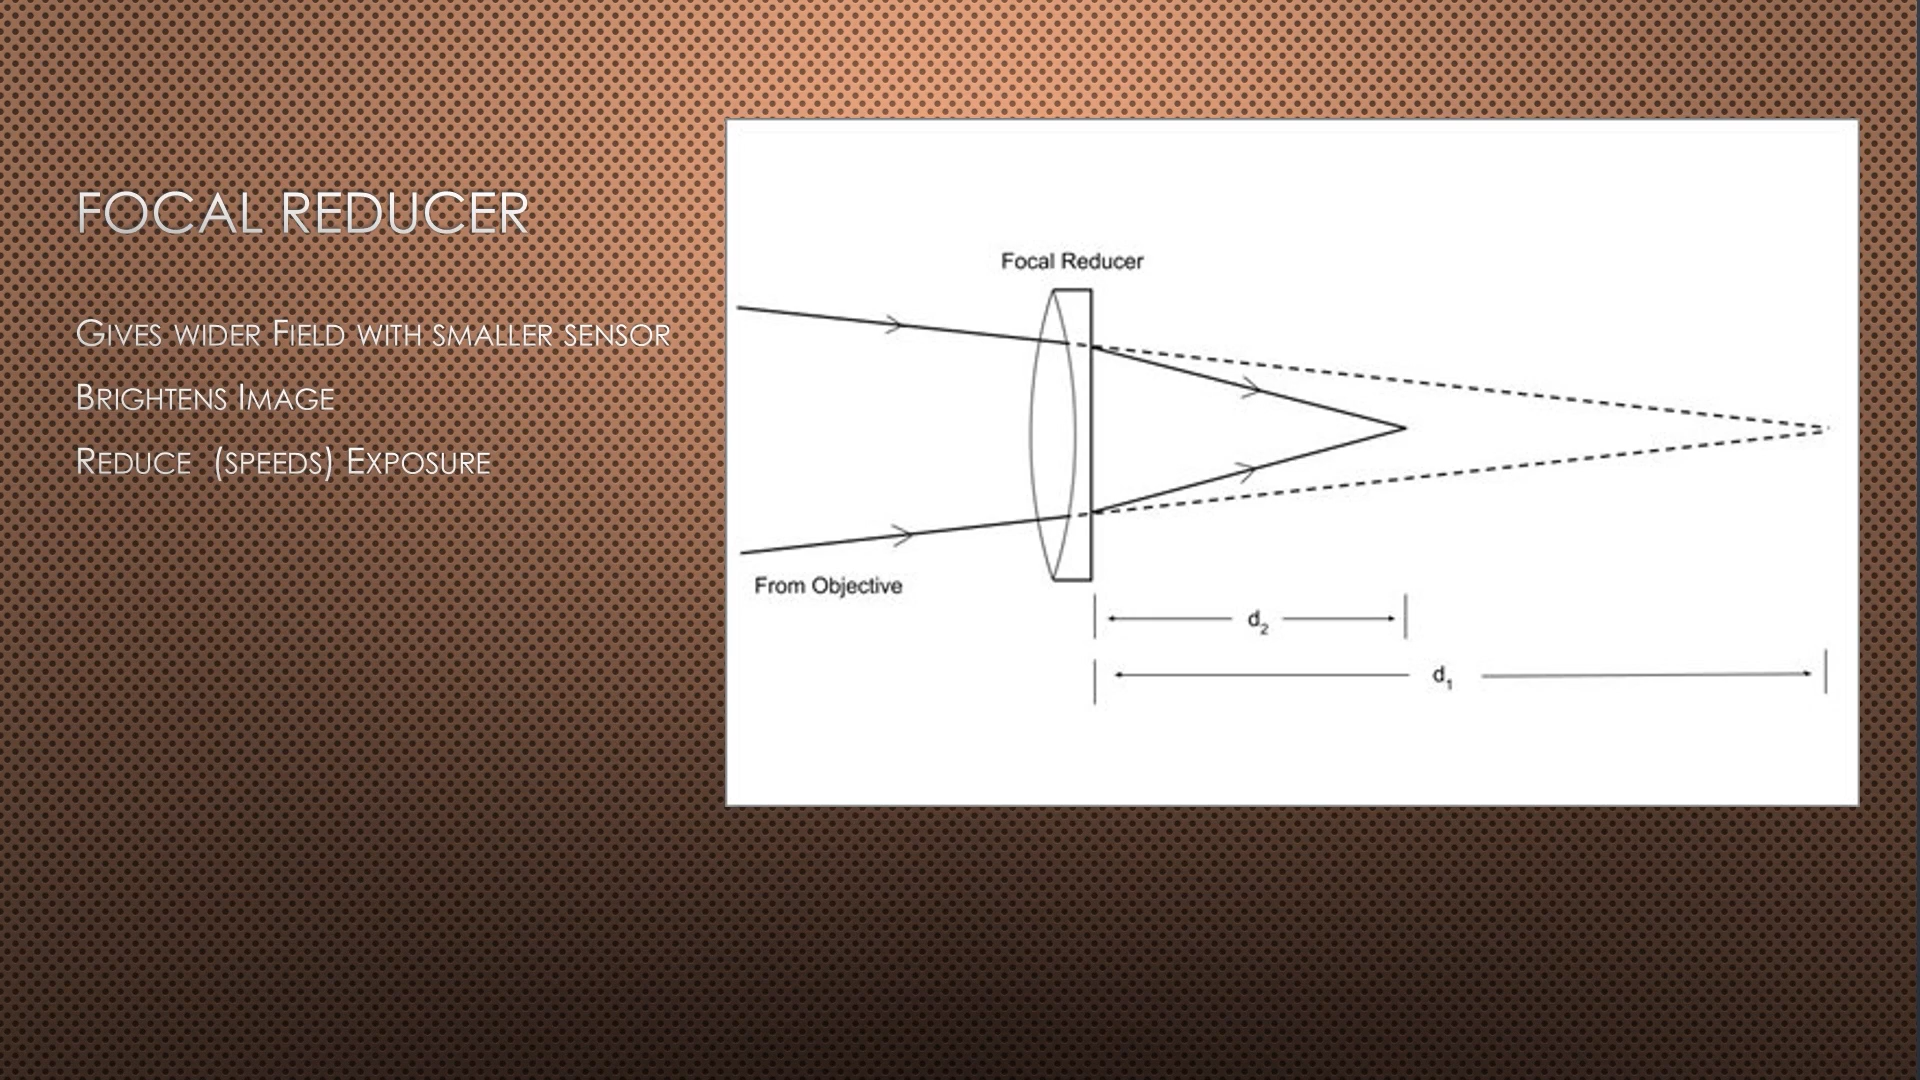 FOCAL REDUCER
GIVES WIDER FIELD WITH SMALLER SENSOR
BRIGHTENS IMAGE
REDUCE  (SPEEDS) EXPOSURE
Focal Reducer
From Objective
d₂
d₁